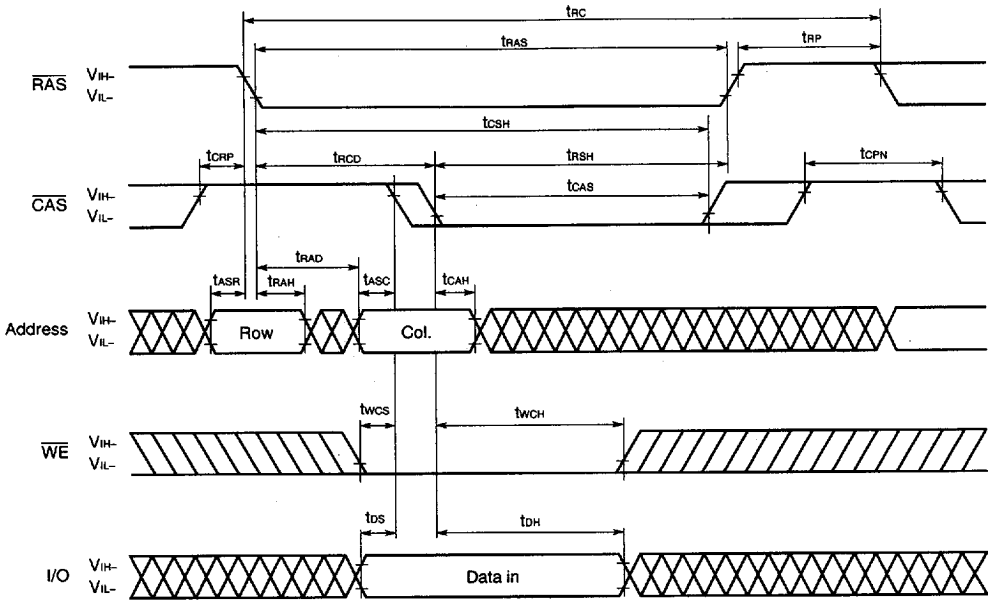 tRC
tRAS
tRP
RAS
VIH–
VIL–
tCSH
tCRP
tRCD
tRSH
tCPN
CAS
VIH–
VIL–
tCAS
tRAD
tASR
tRAH
tASC
tCAH
Address
VIH–
VIL–
Row
Col.
tWCS
tWCH
WE
VIH–
VIL–
tDS
tDH
I/O
VIH–
VIL–
Data in